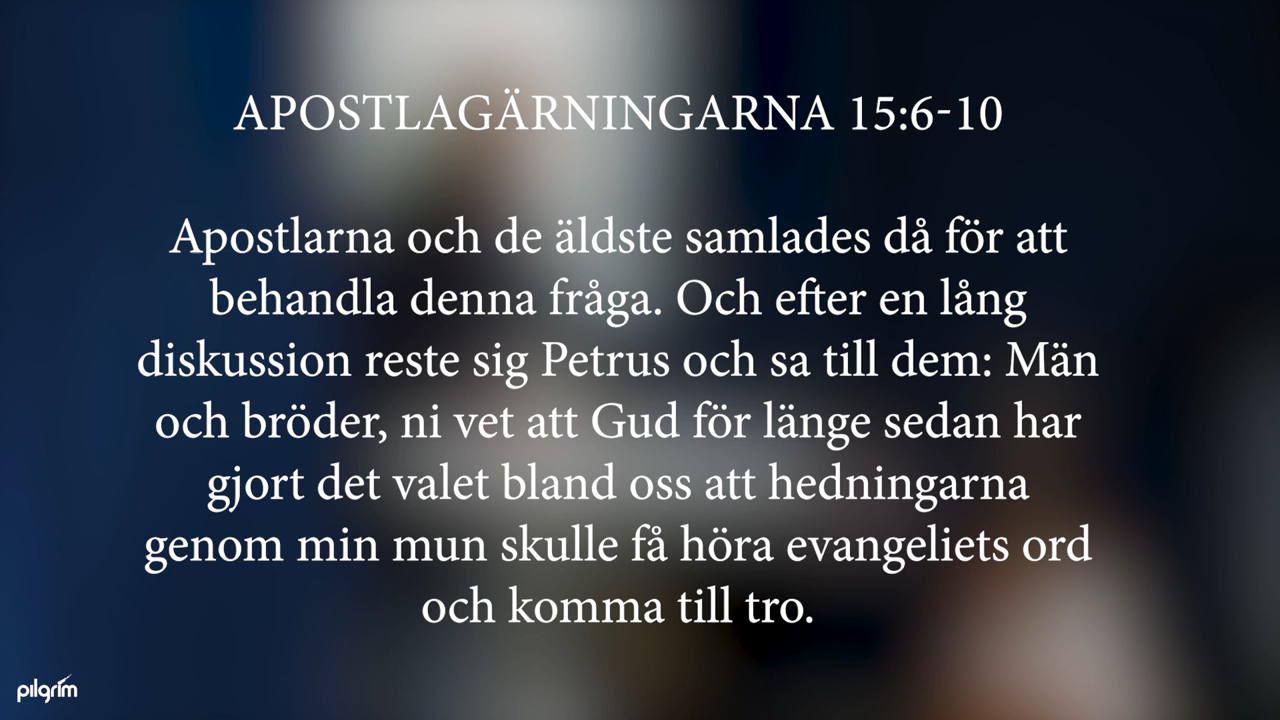 APOSTLAGÄRNINGARNA 15:6-10
Apostlarna och de äldste samlades då för att
behandla denna fråga. Och efter en lång
diskussion reste sig Petrus och sa till dem: Män
och bröder, ni vet att Gud för länge sedan har
gjort det valet bland oss att hedningarna
genom min mun skulle få höra evangeliets ord
och komma till tro.
pilgrim